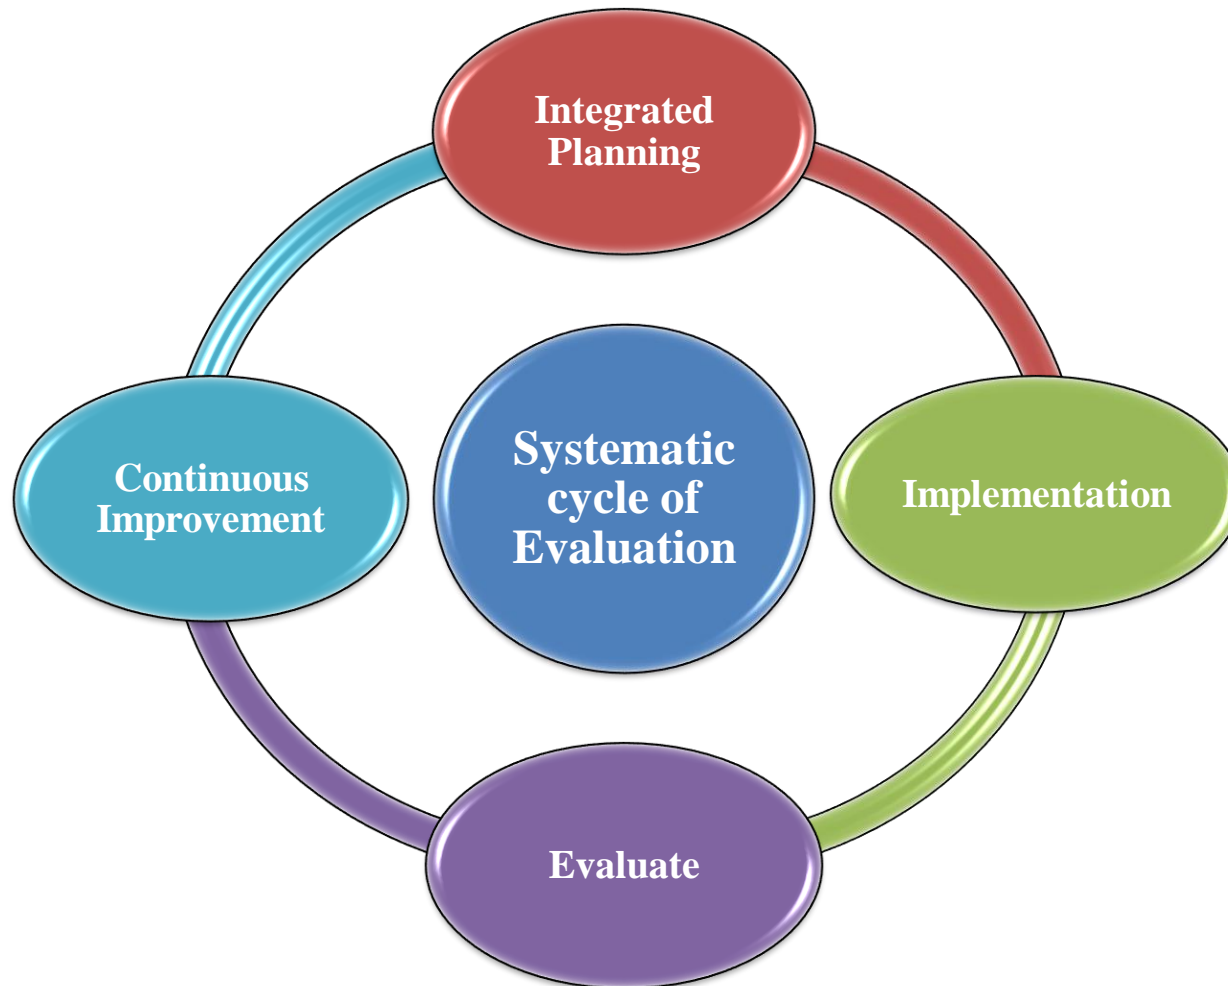 Integrated
Planning
Continuous
Improvement
Systematic
cycle of
Evaluation
Implementation
Evaluate